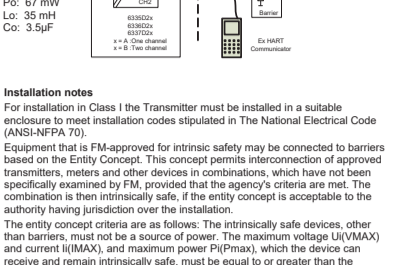 Po: 67 mW
Lo: 35 mH
Co: 3.5µF
CH2
6335D2x
6336D2x
6337D2x
x = A :One channel
x = B :Two channel
Barrier
Ex HART
Communicator
Installation notes
For installation in Class I the Transmitter must be installed in a suitable
enclosure to meet installation codes stipulated in The National Electrical Code
(ANSI-NFPA 70).
Equipment that is FM-approved for intrinsic safety may be connected to barriers
based on the Entity Concept. This concept permits interconnection of approved
transmitters, meters and other devices in combinations, which have not been
specifically examined by FM, provided that the agency's criteria are met. The
combination is then intrinsically safe, if the entity concept is acceptable to the
authority having jurisdiction over the installation.
The entity concept criteria are as follows: The intrinsically safe devices, other
than barriers, must not be a source of power. The maximum voltage Ui(VMAX)
and current Ii(IMAX), and maximum power Pi(Pmax), which the device can
receive and remain intrinsically safe, must be equal to or greater than the